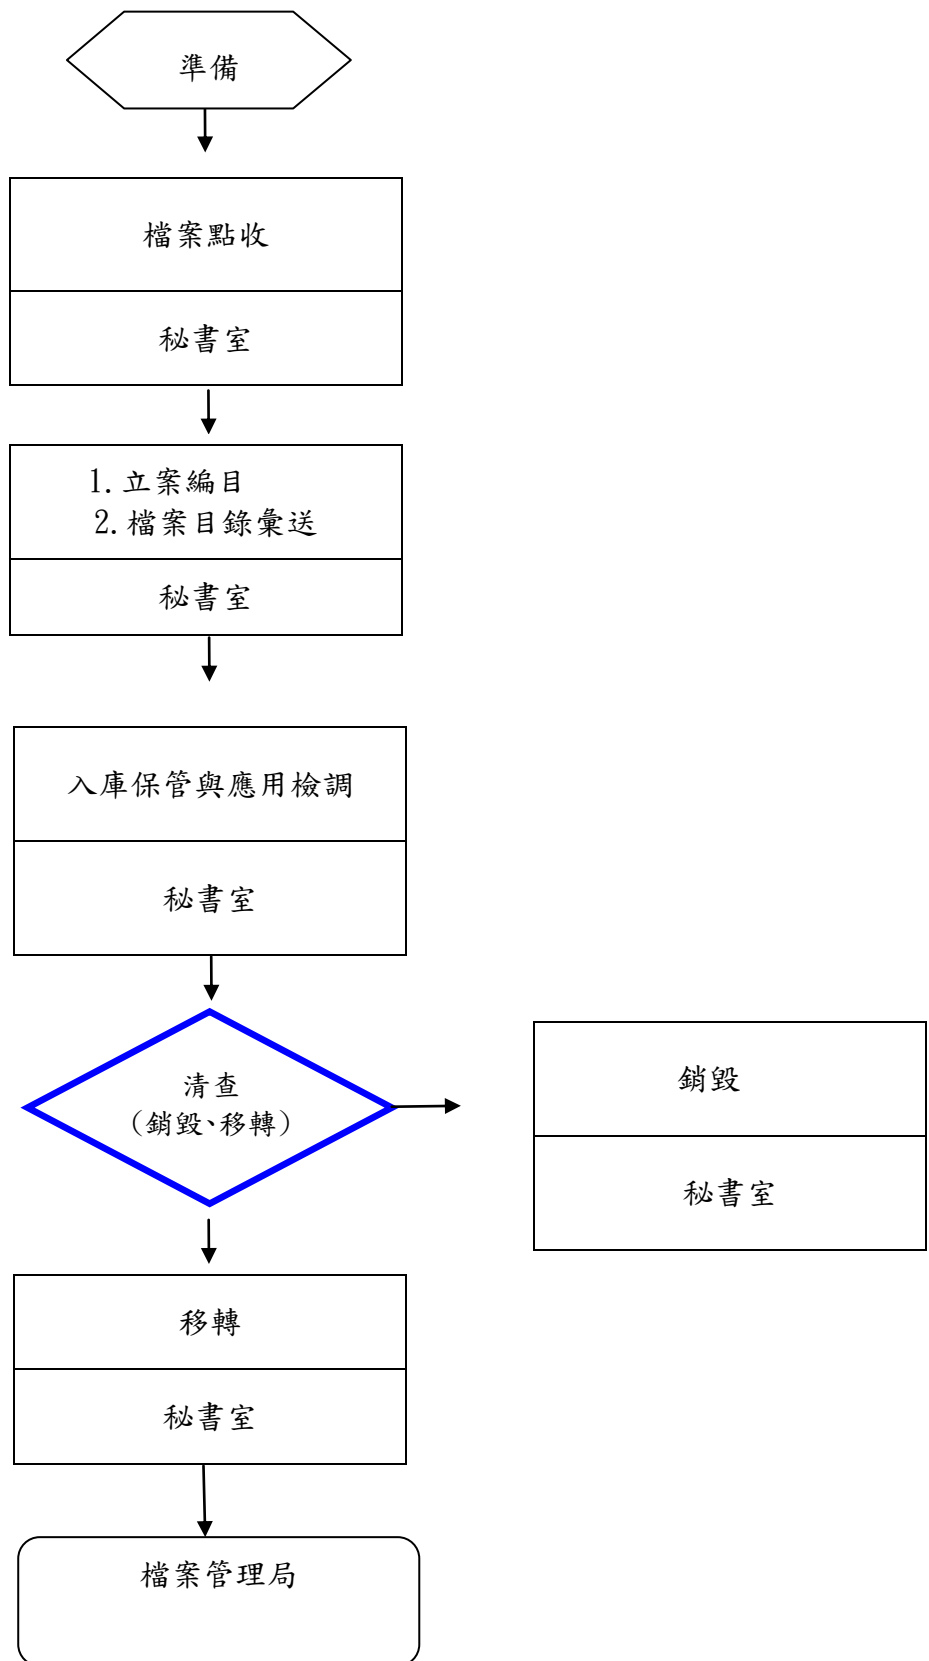 準備
檔案點收
秘書室
1.立案編目
2.檔案目錄彙送
秘書室
入庫保管與應用檢調
秘書室
清查
(銷毀、移轉)
銷毀
秘書室
移轉
秘書室
檔案管理局